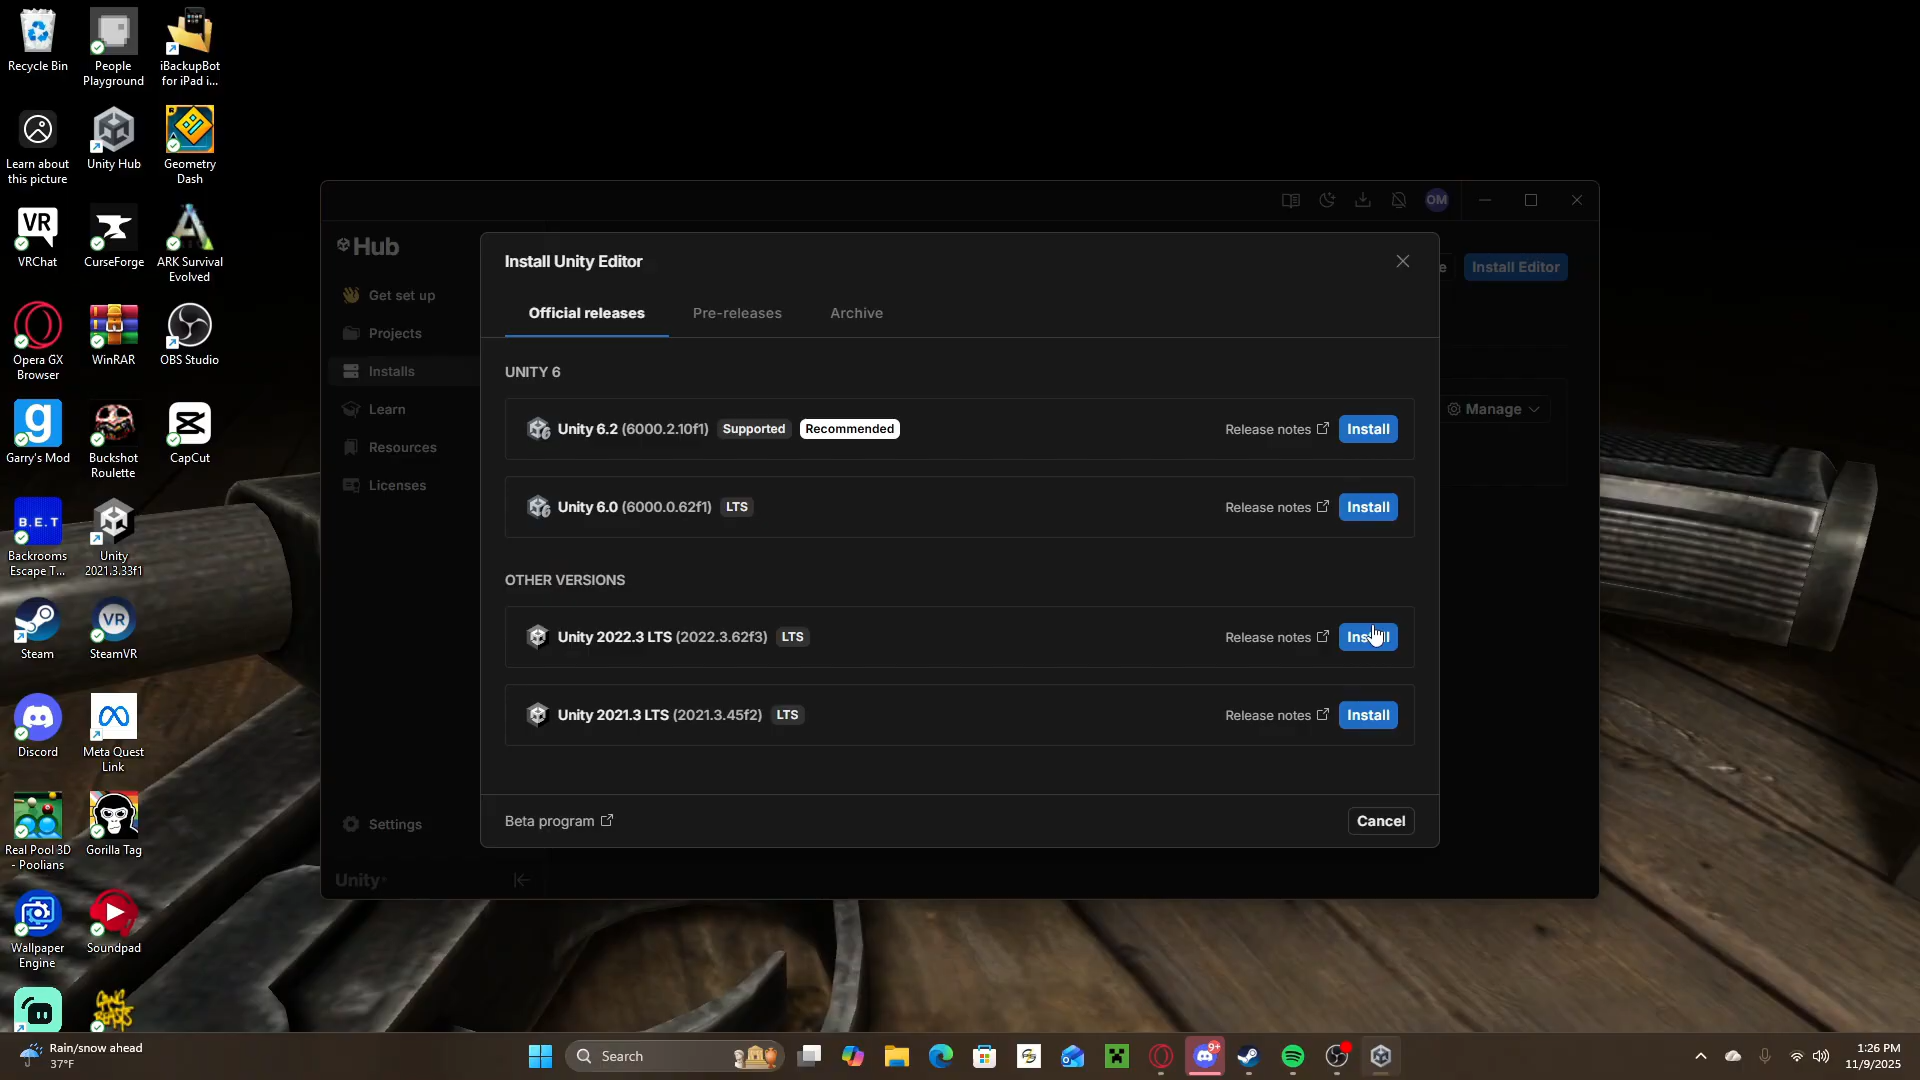 Recycle Bin
People
Playground
iBackupBot
for iPad i...
Learn about
this picture
Unity Hub
Geometry
Dash
VR
VRChat
CurseForge
ARK Survival
Evolved
Opera GX
Browser
WinRAR
OBS Studio
Garry's Mod
Buckshot
Roulette
CapCut
B.E.T
Backrooms
Escape T...
Unity
2021.3.33f1
Steam
VR
SteamVR
Discord
Meta Quest
Link
Real Pool 3D
- Poolians
Gorilla Tag
Wallpaper
Engine
Soundpad
GANG
BEASTS
OM
Hub
Get set up
Projects
Installs
Learn
Resources
Licenses
Settings
Unity
e
Install Editor
Manage
Install Unity Editor
Official releases
Pre-releases
Archive
UNITY 6
Unity 6.2 (6000.2.10f1) Supported Recommended Release notes Install
Unity 6.0 (6000.0.62f1) LTS Release notes Install
OTHER VERSIONS
Unity 2022.3 LTS (2022.3.62f3) LTS Release notes Install
Unity 2021.3 LTS (2021.3.45f2) LTS Release notes Install
Beta program
Cancel
Rain/snow ahead
37°F
Search
9+
1:26 PM
11/9/2025